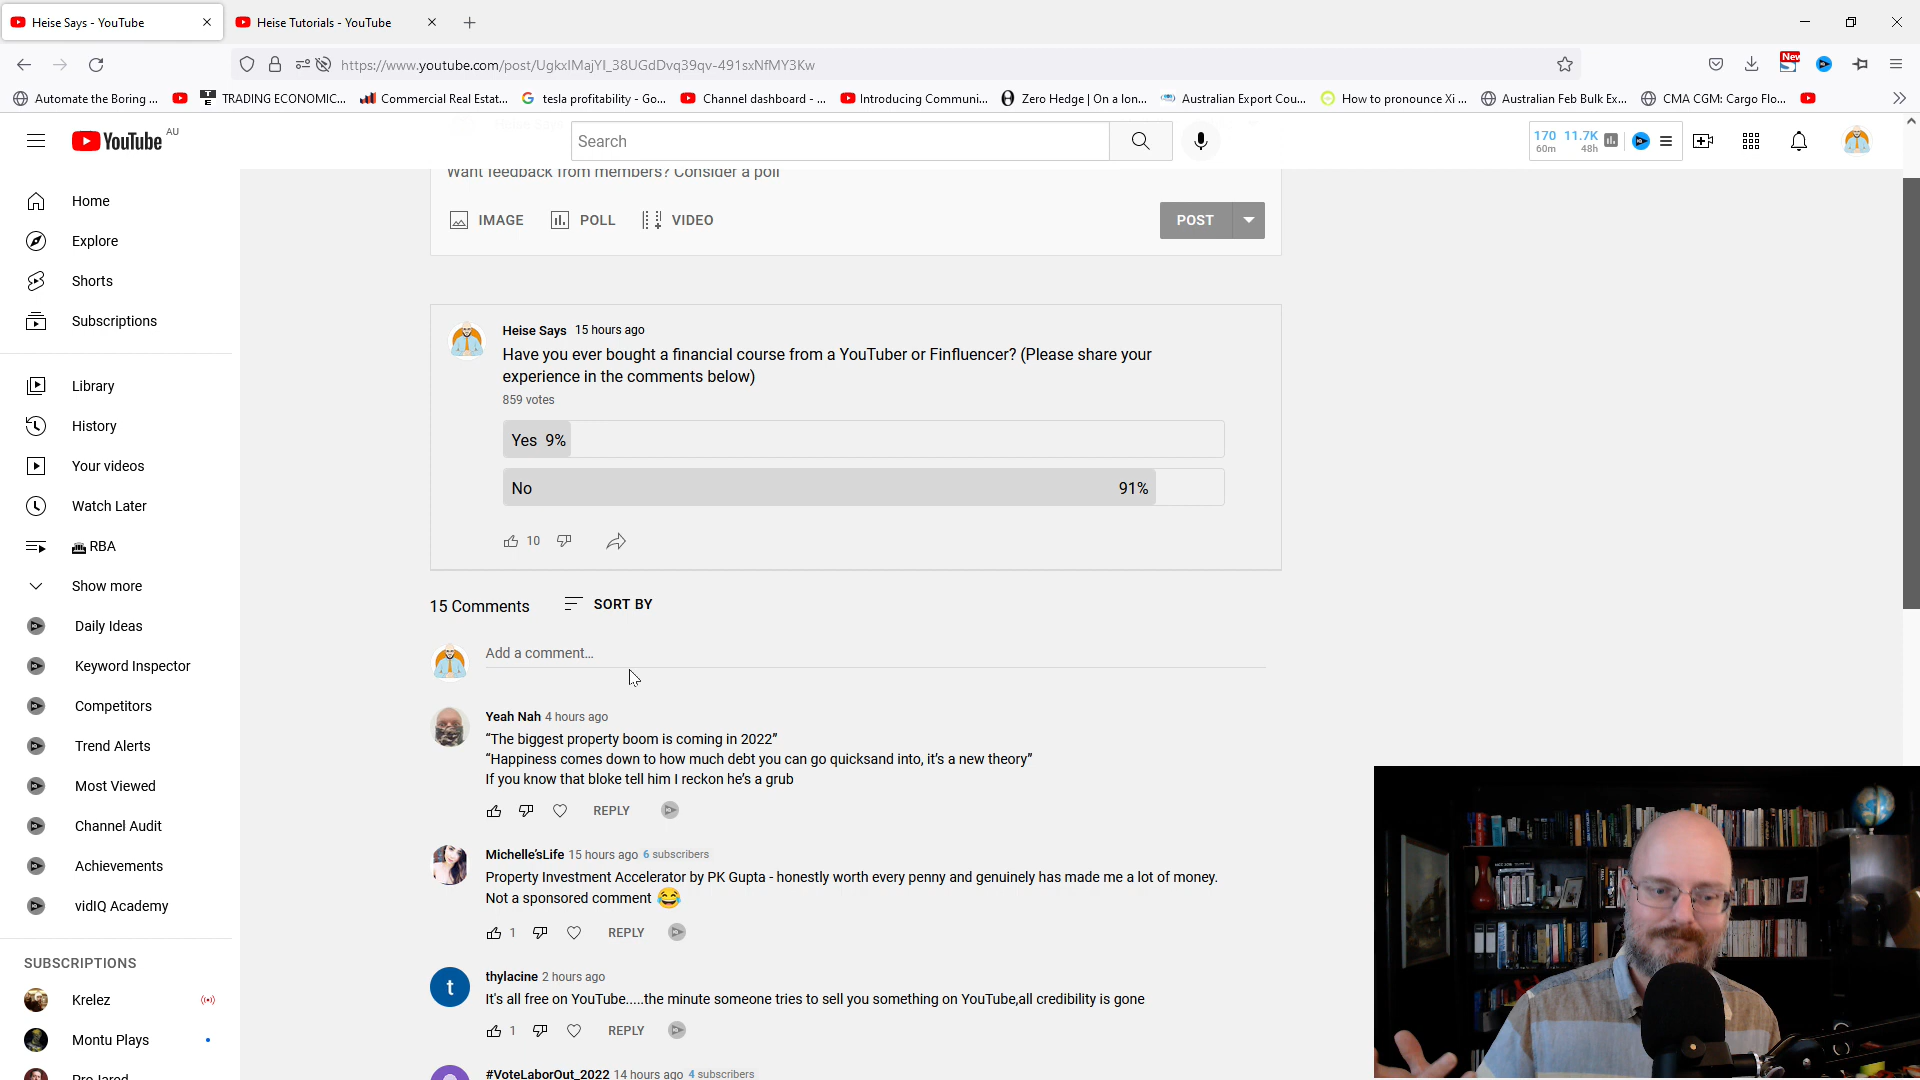 Heise Says - YouTube
Heise Tutorials - YouTube
https://www.youtube.com/post/UgkxIMajYI_38UGdDvq39qv-491sxNfMY3Kw
Automate the Boring ...
TRADING ECONOMIC...
Commercial Real Estat...
tesla profitability - Go...
Channel dashboard - ...
Introducing Communi...
Zero Hedge | On a lon...
Australian Export Cou...
How to pronounce Xi ...
Australian Feb Bulk Ex...
CMA CGM: Cargo Flo...
New
YouTube AU
Search
170 11.7K
60m 48h
Home
Explore
Shorts
Subscriptions
Library
History
Your videos
Watch Later
RBA
Show more
Daily Ideas
Keyword Inspector
Competitors
Trend Alerts
Most Viewed
Channel Audit
Achievements
vidIQ Academy
SUBSCRIPTIONS
Krelez
Montu Plays
Pro Jared
Want feedback from members? Consider a poll
IMAGE POLL VIDEO
POST
Heise Says 15 hours ago
Have you ever bought a financial course from a YouTuber or Finfluencer? (Please share your
experience in the comments below)
859 votes
Yes 9%
No 91%
10
15 Comments SORT BY
Add a comment...
Yeah Nah 4 hours ago
“The biggest property boom is coming in 2022”
“Happiness comes down to how much debt you can go quicksand into, it’s a new theory”
If you know that bloke tell him I reckon he’s a grub
REPLY
Michelle’sLife 15 hours ago 6 subscribers
Property Investment Accelerator by PK Gupta - honestly worth every penny and genuinely has made me a lot of money.
Not a sponsored comment 😂
1 REPLY
thylacine 2 hours ago
It's all free on YouTube.....the minute someone tries to sell you something on YouTube,all credibility is gone
1 REPLY
#VoteLaborOut_2022 14 hours ago 4 subscribers